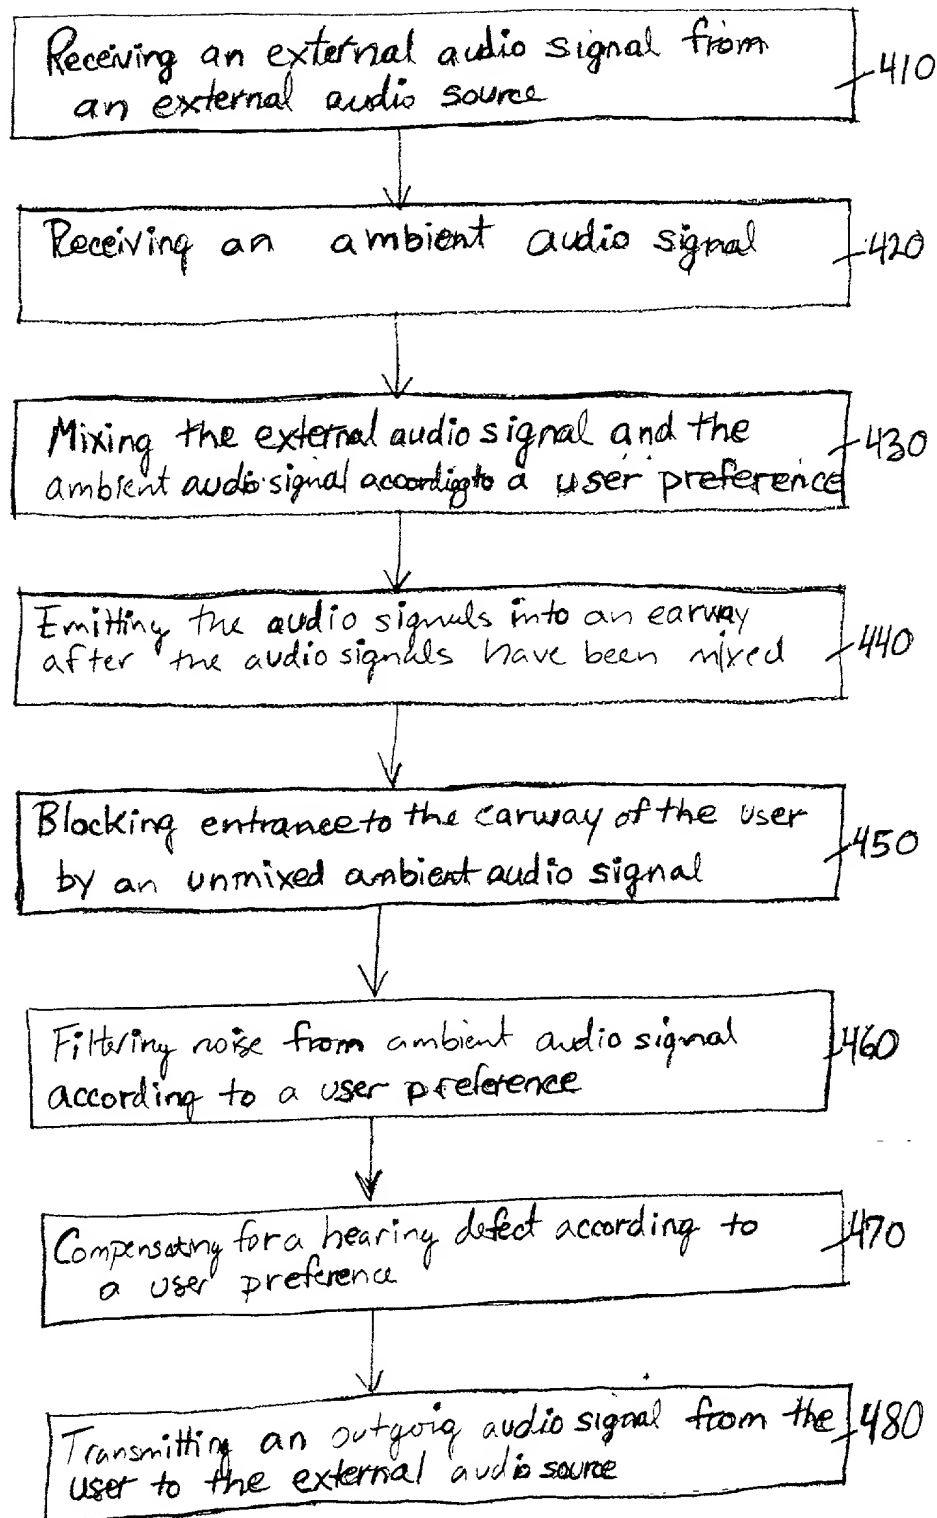 Receiving an external audio signal from
an external audio source
410
Receiving an ambient audio signal
420
Mixing the external audio signal and the
ambient audio signal according to a user preference
430
Emitting the audio signals into an earway
after the audio signals have been mixed
440
Blocking entrance to the earway of the user
by an unmixed ambient audio signal
450
Filtering noise from ambient audio signal
according to a user preference
460
Compensating for a hearing defect according to
a user preference
470
Transmitting an outgoig audio signal from the
user to the external audio source
480